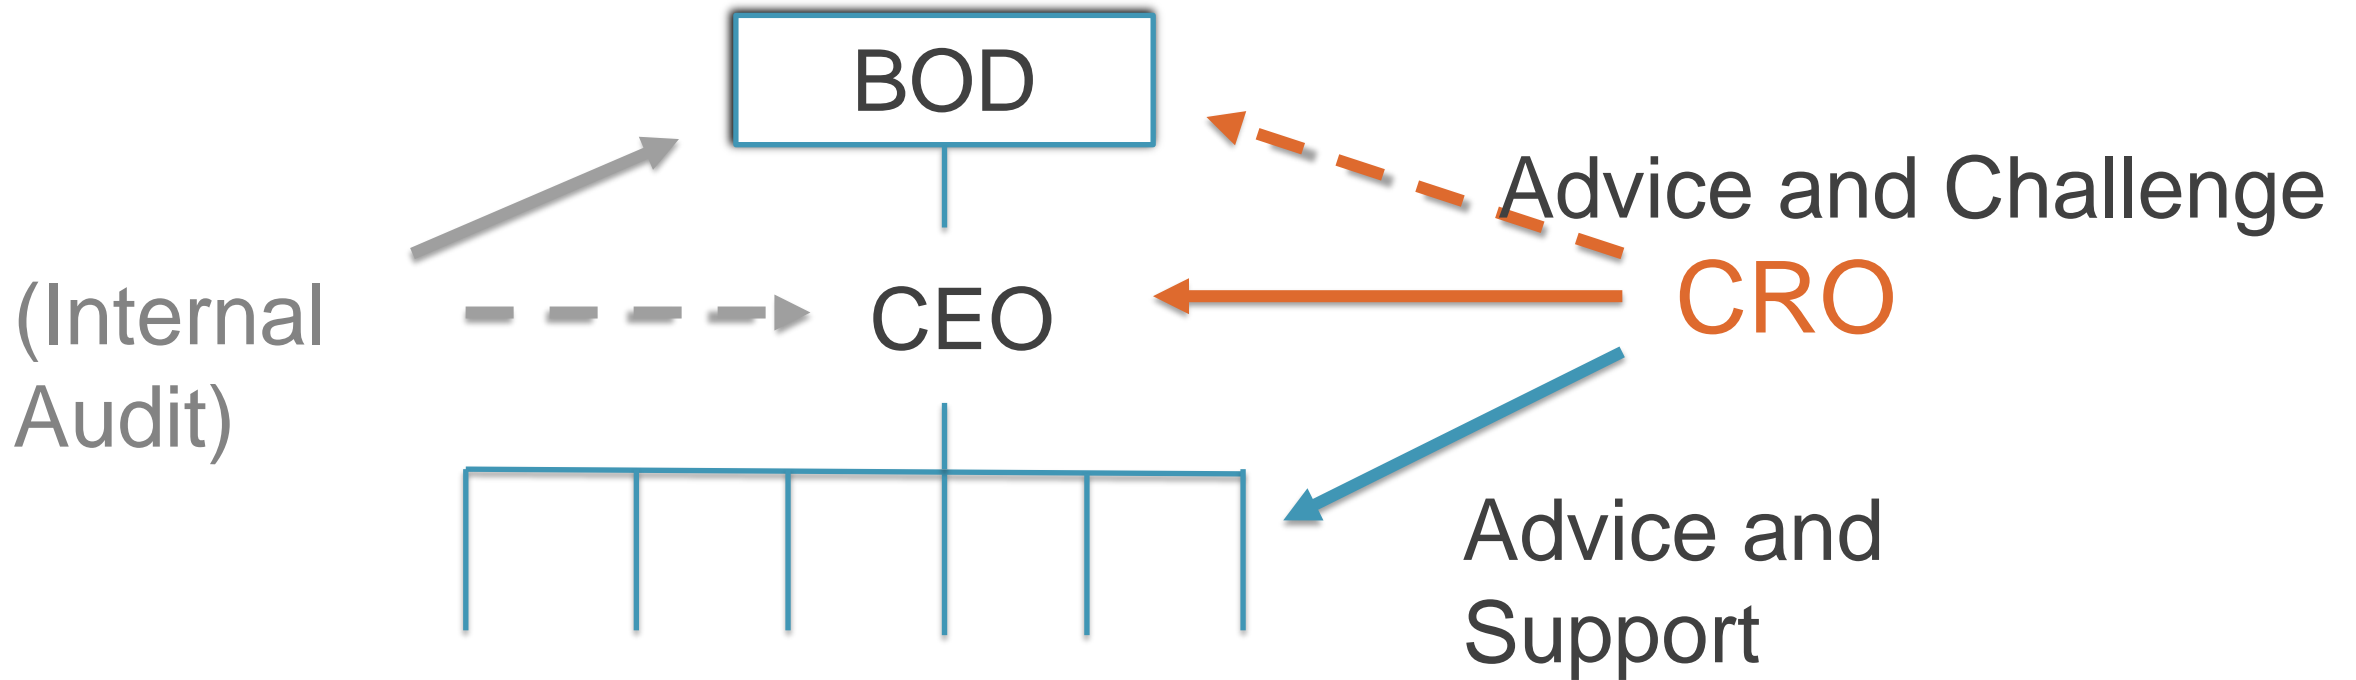 BOD
Advice and Challenge
CRO
(Internal
Audit)
CEO
Advice and
Support